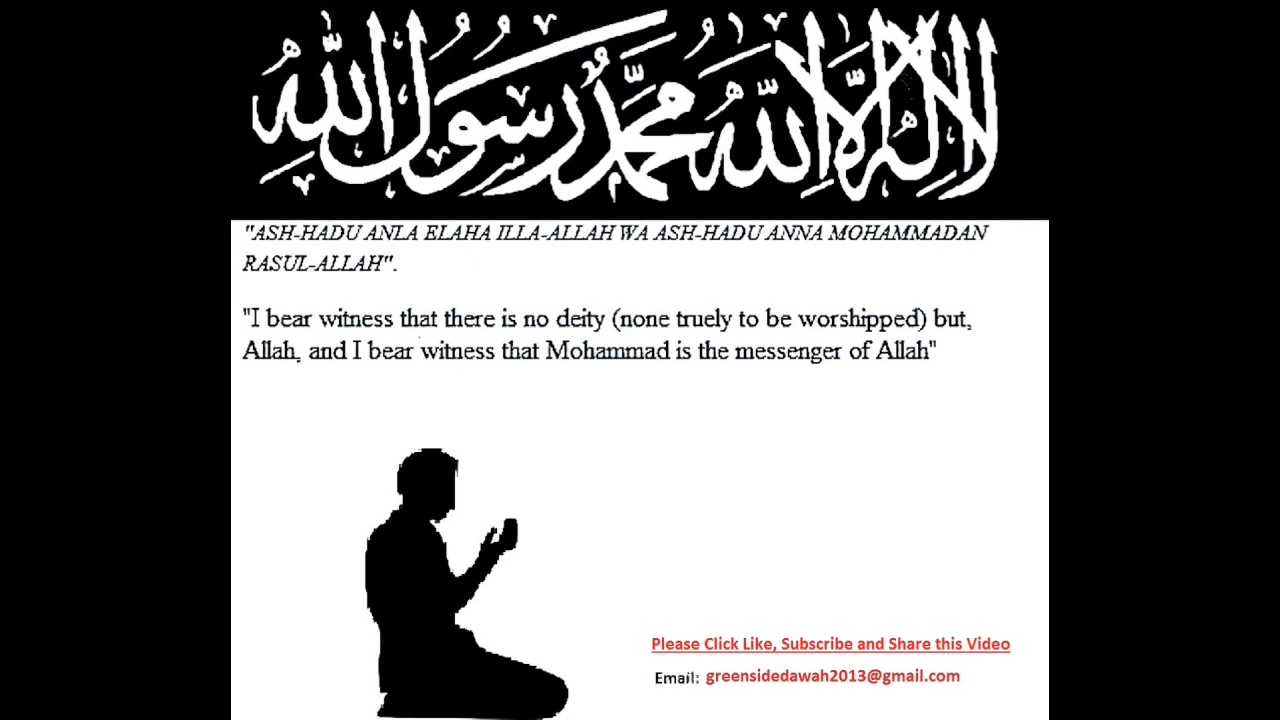 لا إله إلا الله محمد رسول الله
"ASH-HADU ANLA ELAHA ILLA-ALLAH WA ASH-HADU ANNA MOHAMMADAN
RASUL-ALLAH".
"I bear witness that there is no deity (none truely to be worshipped) but,
Allah, and I bear witness that Mohammad is the messenger of Allah"
Please Click Like, Subscribe and Share this Video
Email: greensidedawah2013@gmail.com